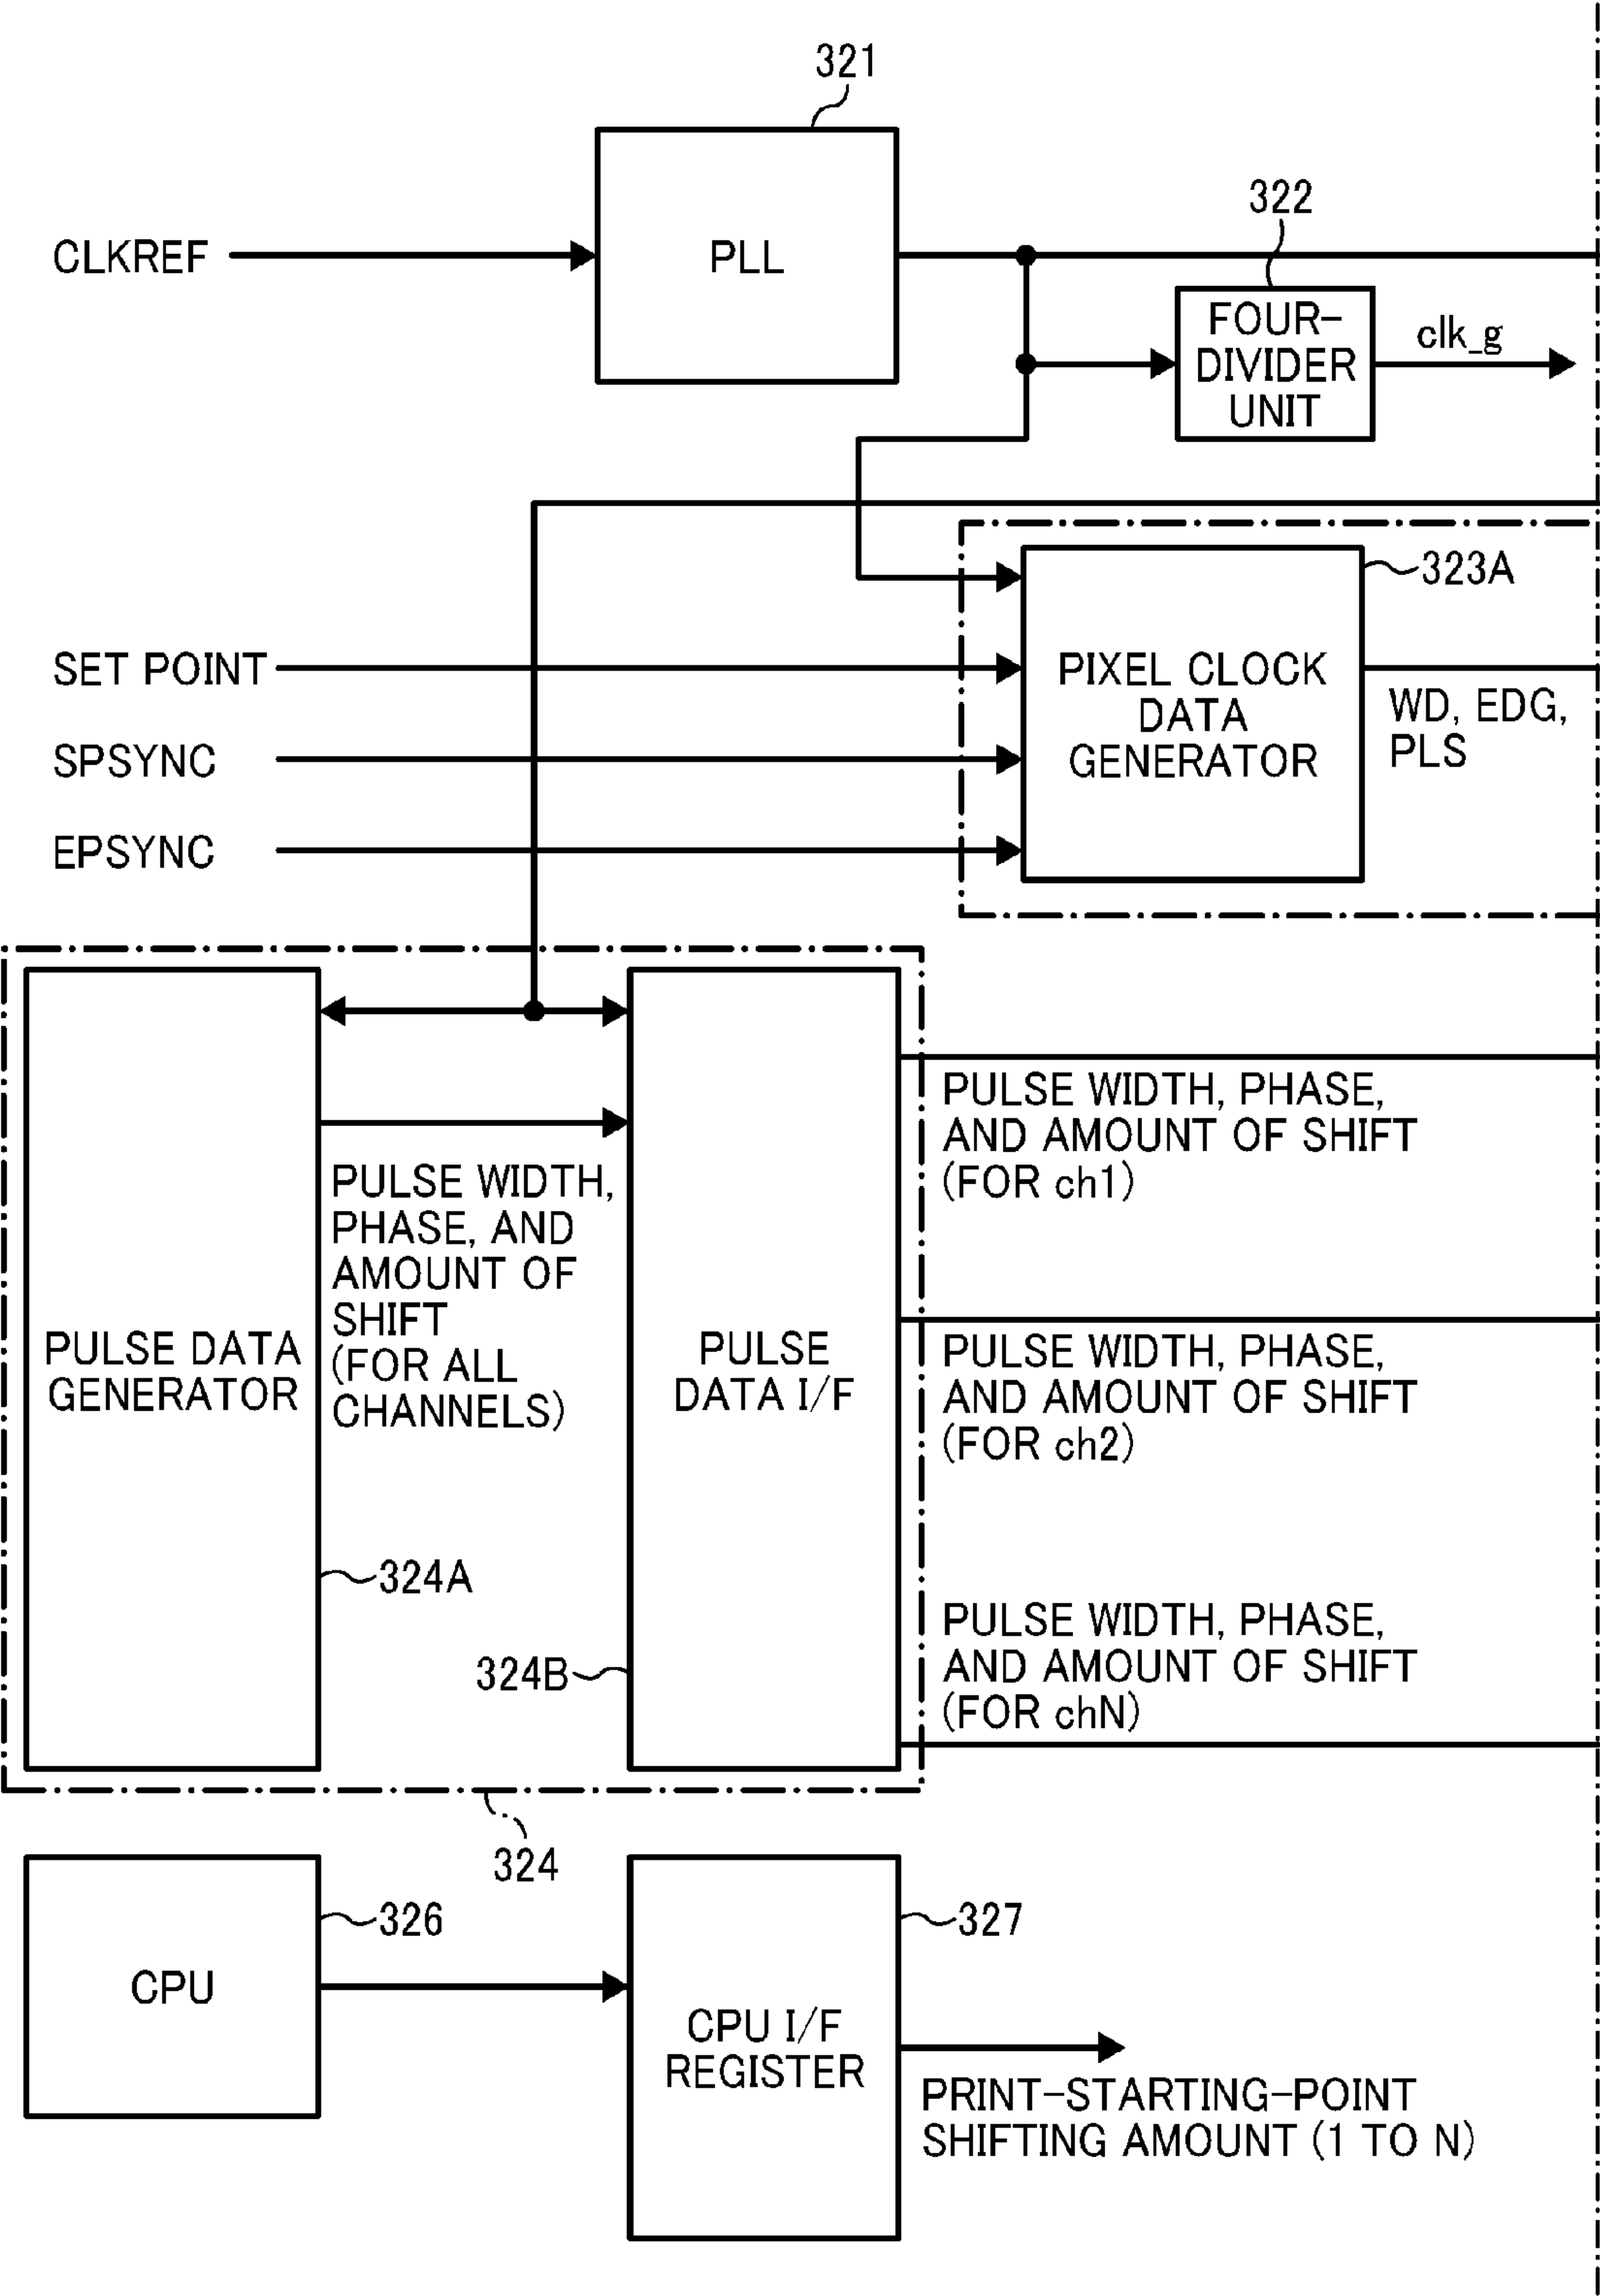 321
322
CLKREF
PLL
FOUR-
DIVIDER
UNIT
clk_g
323A
SET POINT
SPSYNC
EPSYNC
PIXEL CLOCK
DATA
GENERATOR
WD, EDG,
PLS
PULSE DATA
GENERATOR
PULSE WIDTH,
PHASE, AND
AMOUNT OF
SHIFT
(FOR ALL
CHANNELS)
PULSE
DATA I/F
PULSE WIDTH, PHASE,
AND AMOUNT OF SHIFT
(FOR ch1)
PULSE WIDTH, PHASE,
AND AMOUNT OF SHIFT
(FOR ch2)
PULSE WIDTH, PHASE,
AND AMOUNT OF SHIFT
(FOR chN)
324A
324B
324
326
327
CPU
CPU I/F
REGISTER
PRINT-STARTING-POINT
SHIFTING AMOUNT (1 TO N)